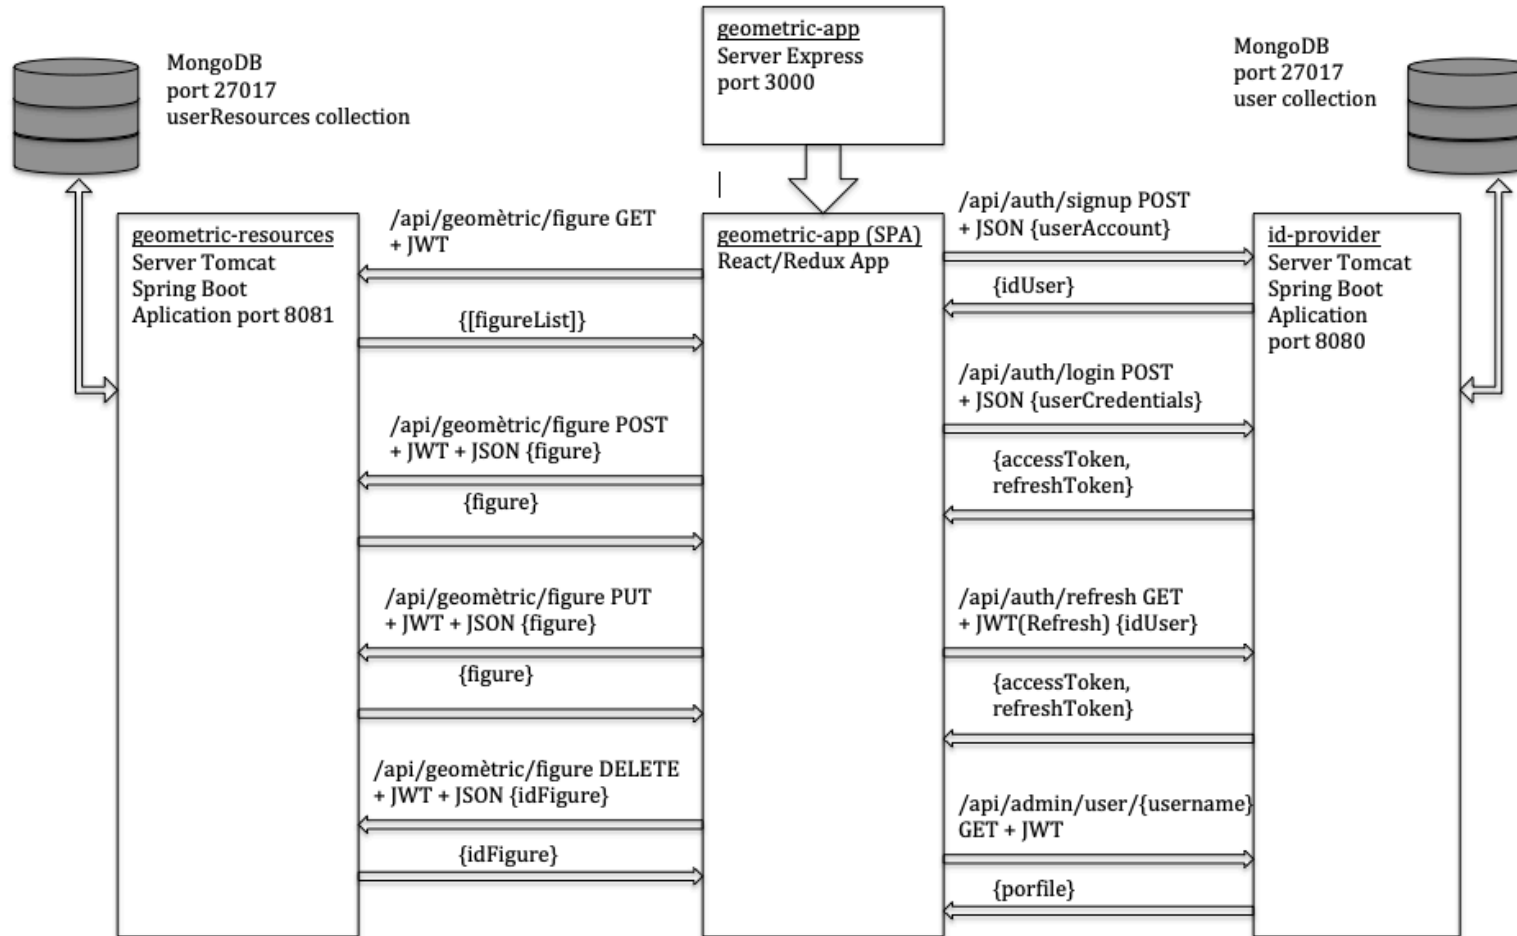 geometric-app
Server Express
port 3000
MongoDB
port 27017
userResources collection
MongoDB
port 27017
user collection
geometric-resources
Server Tomcat
Spring Boot
Aplication port 8081
/api/geomètric/figure GET
+ JWT
{[figureList]}
/api/geomètric/figure POST
+ JWT + JSON {figure}
{figure}
/api/geomètric/figure PUT
+ JWT + JSON {figure}
{figure}
/api/geomètric/figure DELETE
+ JWT + JSON {idFigure}
{idFigure}
geometric-app (SPA)
React/Redux App
/api/auth/signup POST
+ JSON {userAccount}
{idUser}
/api/auth/login POST
+ JSON {userCredentials}
{accessToken,
refreshToken}
/api/auth/refresh GET
+ JWT(Refresh) {idUser}
{accessToken,
refreshToken}
/api/admin/user/{username}
GET + JWT
{porfile}
id-provider
Server Tomcat
Spring Boot
Aplication
port 8080